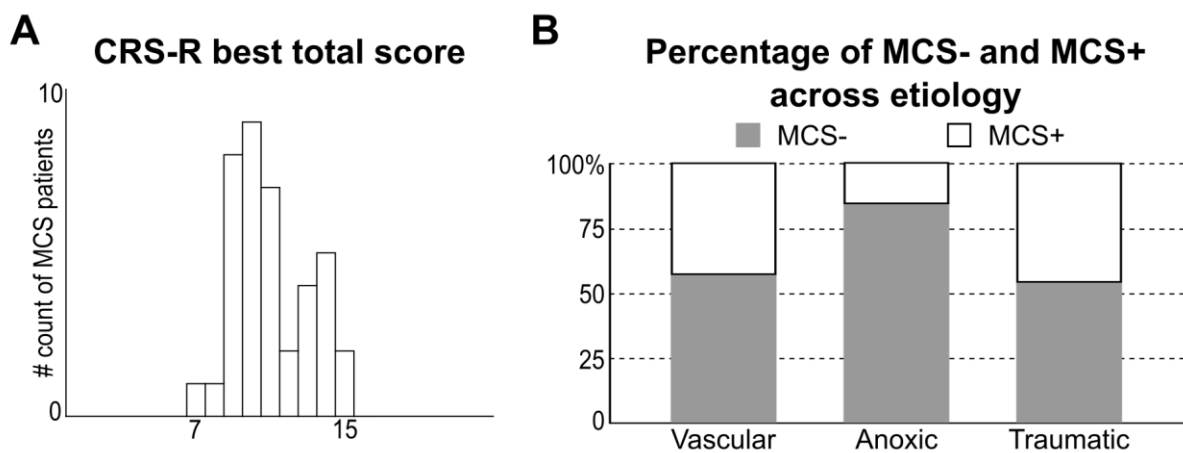 A
CRS-R best total score
10
# count of MCS patients
0
7
15
B
Percentage of MCS- and MCS+
across etiology
MCS-
MCS+
100%
75
50
25
0
Vascular
Anoxic
Traumatic